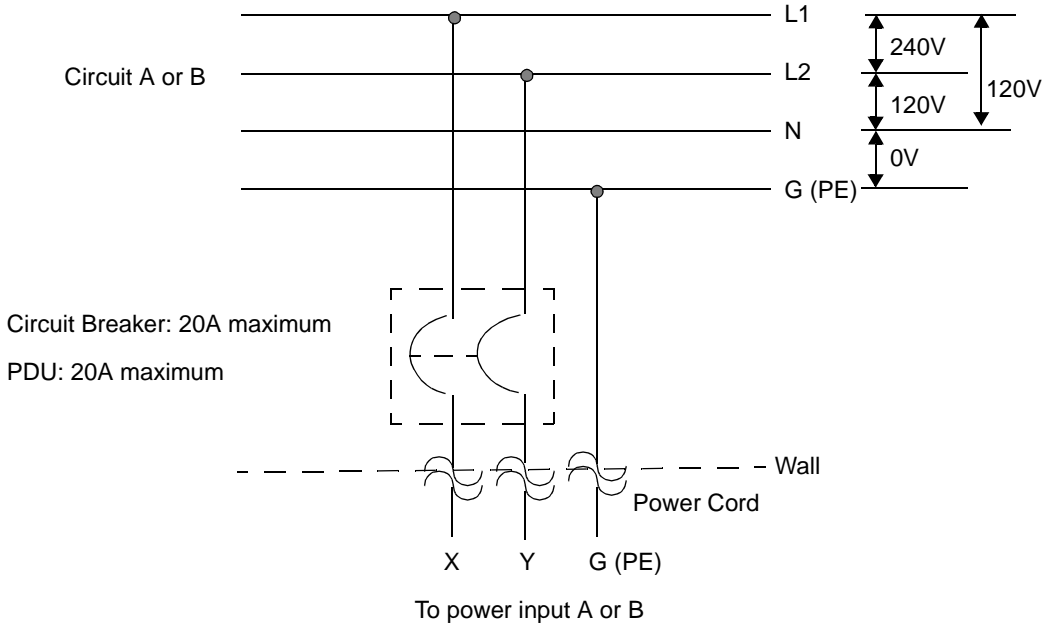 L1
240V
Circuit A or B
L2
120V
120V
N
0V
G (PE)
Circuit Breaker: 20A maximum
PDU: 20A maximum
Wall
Power Cord
X
Y
G (PE)
To power input A or B